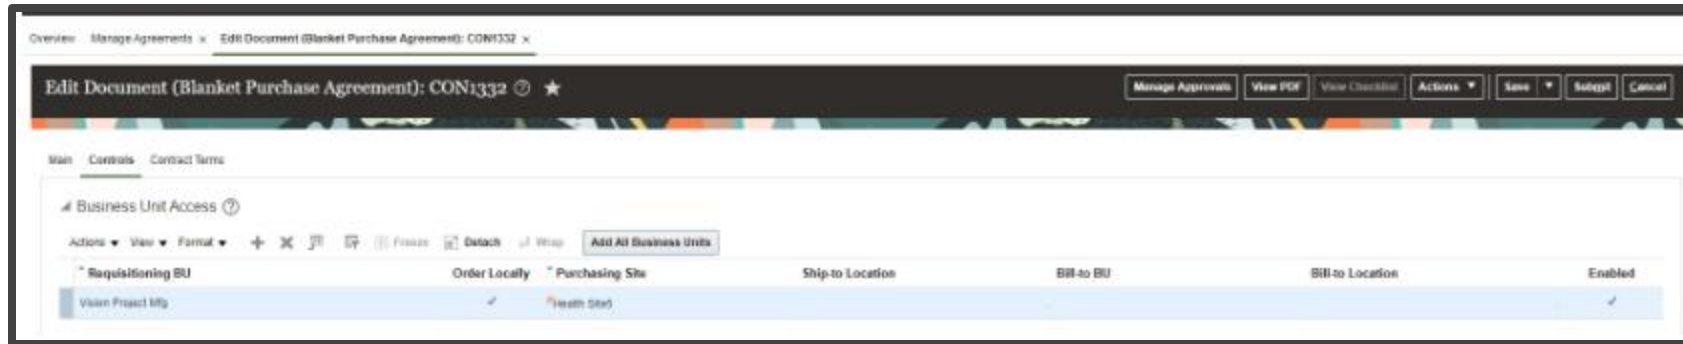 Overview Manage Agreements × Edit Document (Blanket Purchase Agreement): CON1332 ×
Edit Document (Blanket Purchase Agreement): CON1332
Manage Approvals View PDF View Checklist Actions Save Submit Cancel
Main Controls Contract Terms
Business Unit Access
Actions View Format Freeze Detach Wrap Add All Business Units
* Requisitioning BU Order Locally * Purchasing Site Ship-to Location Bill-to BU Bill-to Location Enabled
Vision Project Mfg Health